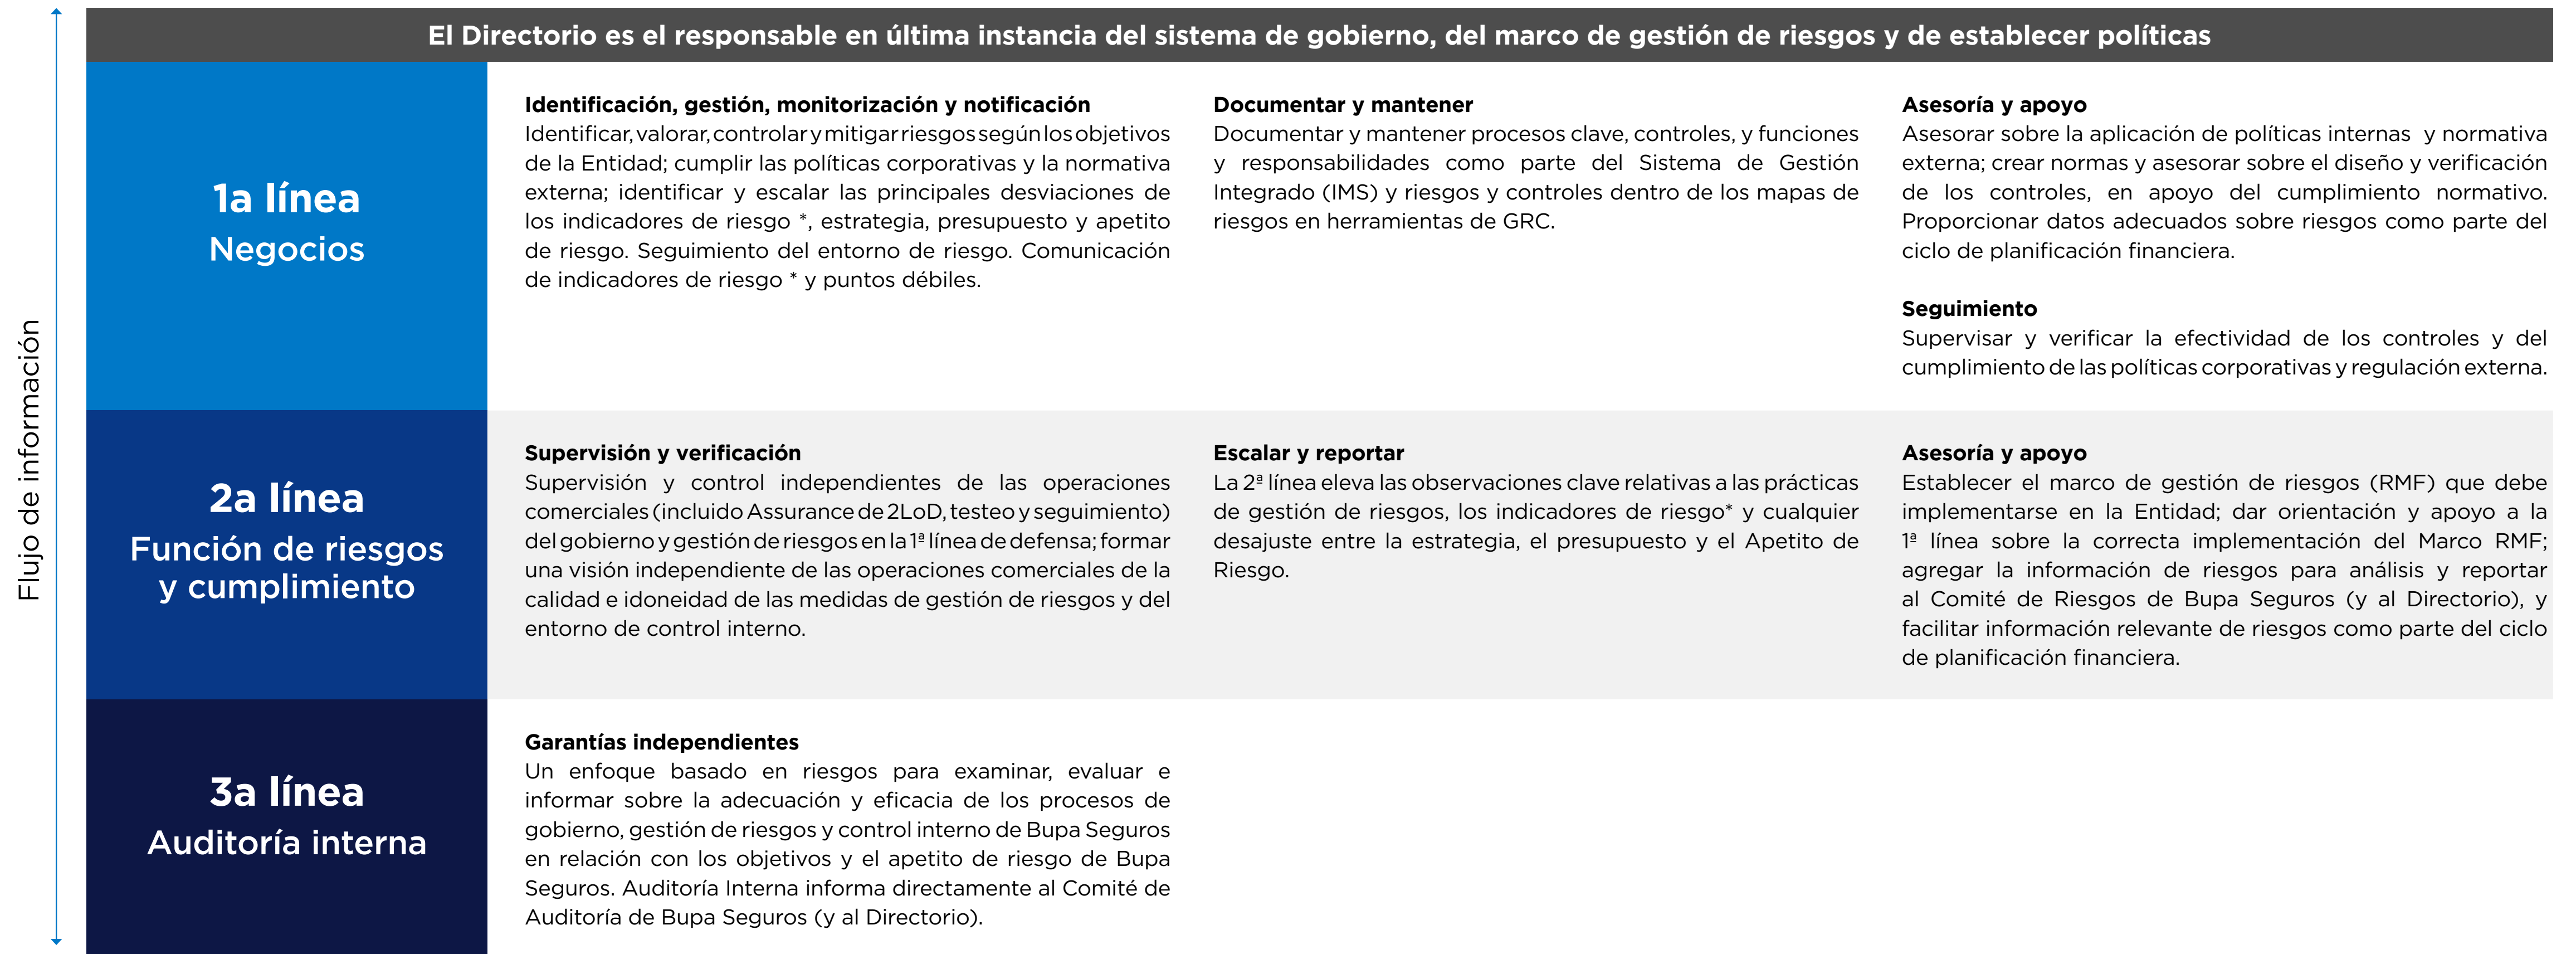 El Directorio es el responsable en última instancia del sistema de gobierno, del marco de gestión de riesgos y de establecer políticas
Flujo de información
1a línea
Negocios
Identificación, gestión, monitorización y notificación
Identificar, valorar, controlar y mitigar riesgos según los objetivos
de la Entidad; cumplir las políticas corporativas y la normativa
externa; identificar y escalar las principales desviaciones de
los indicadores de riesgo *, estrategia, presupuesto y apetito
de riesgo. Seguimiento del entorno de riesgo. Comunicación
de indicadores de riesgo * y puntos débiles.
Documentar y mantener
Documentar y mantener procesos clave, controles, y funciones
y responsabilidades como parte del Sistema de Gestión
Integrado (IMS) y riesgos y controles dentro de los mapas de
riesgos en herramientas de GRC.
Asesoría y apoyo
Asesorar sobre la aplicación de políticas internas y normativa
externa; crear normas y asesorar sobre el diseño y verificación
de los controles, en apoyo del cumplimiento normativo.
Proporcionar datos adecuados sobre riesgos como parte del
ciclo de planificación financiera.
Seguimiento
Supervisar y verificar la efectividad de los controles y del
cumplimiento de las políticas corporativas y regulación externa.
2a línea
Función de riesgos
y cumplimiento
Supervisión y verificación
Supervisión y control independientes de las operaciones
comerciales (incluido Assurance de 2LoD, testeo y seguimiento)
del gobierno y gestión de riesgos en la 1ª línea de defensa; formar
una visión independiente de las operaciones comerciales de la
calidad e idoneidad de las medidas de gestión de riesgos y del
entorno de control interno.
Escalar y reportar
La 2ª línea eleva las observaciones clave relativas a las prácticas
de gestión de riesgos, los indicadores de riesgo* y cualquier
desajuste entre la estrategia, el presupuesto y el Apetito de
Riesgo.
Asesoría y apoyo
Establecer el marco de gestión de riesgos (RMF) que debe
implementarse en la Entidad; dar orientación y apoyo a la
1ª línea sobre la correcta implementación del Marco RMF;
agregar la información de riesgos para análisis y reportar
al Comité de Riesgos de Bupa Seguros (y al Directorio), y
facilitar información relevante de riesgos como parte del ciclo
de planificación financiera.
3a línea
Auditoría interna
Garantías independientes
Un enfoque basado en riesgos para examinar, evaluar e
informar sobre la adecuación y eficacia de los procesos de
gobierno, gestión de riesgos y control interno de Bupa Seguros
en relación con los objetivos y el apetito de riesgo de Bupa
Seguros. Auditoría Interna informa directamente al Comité de
Auditoría de Bupa Seguros (y al Directorio).